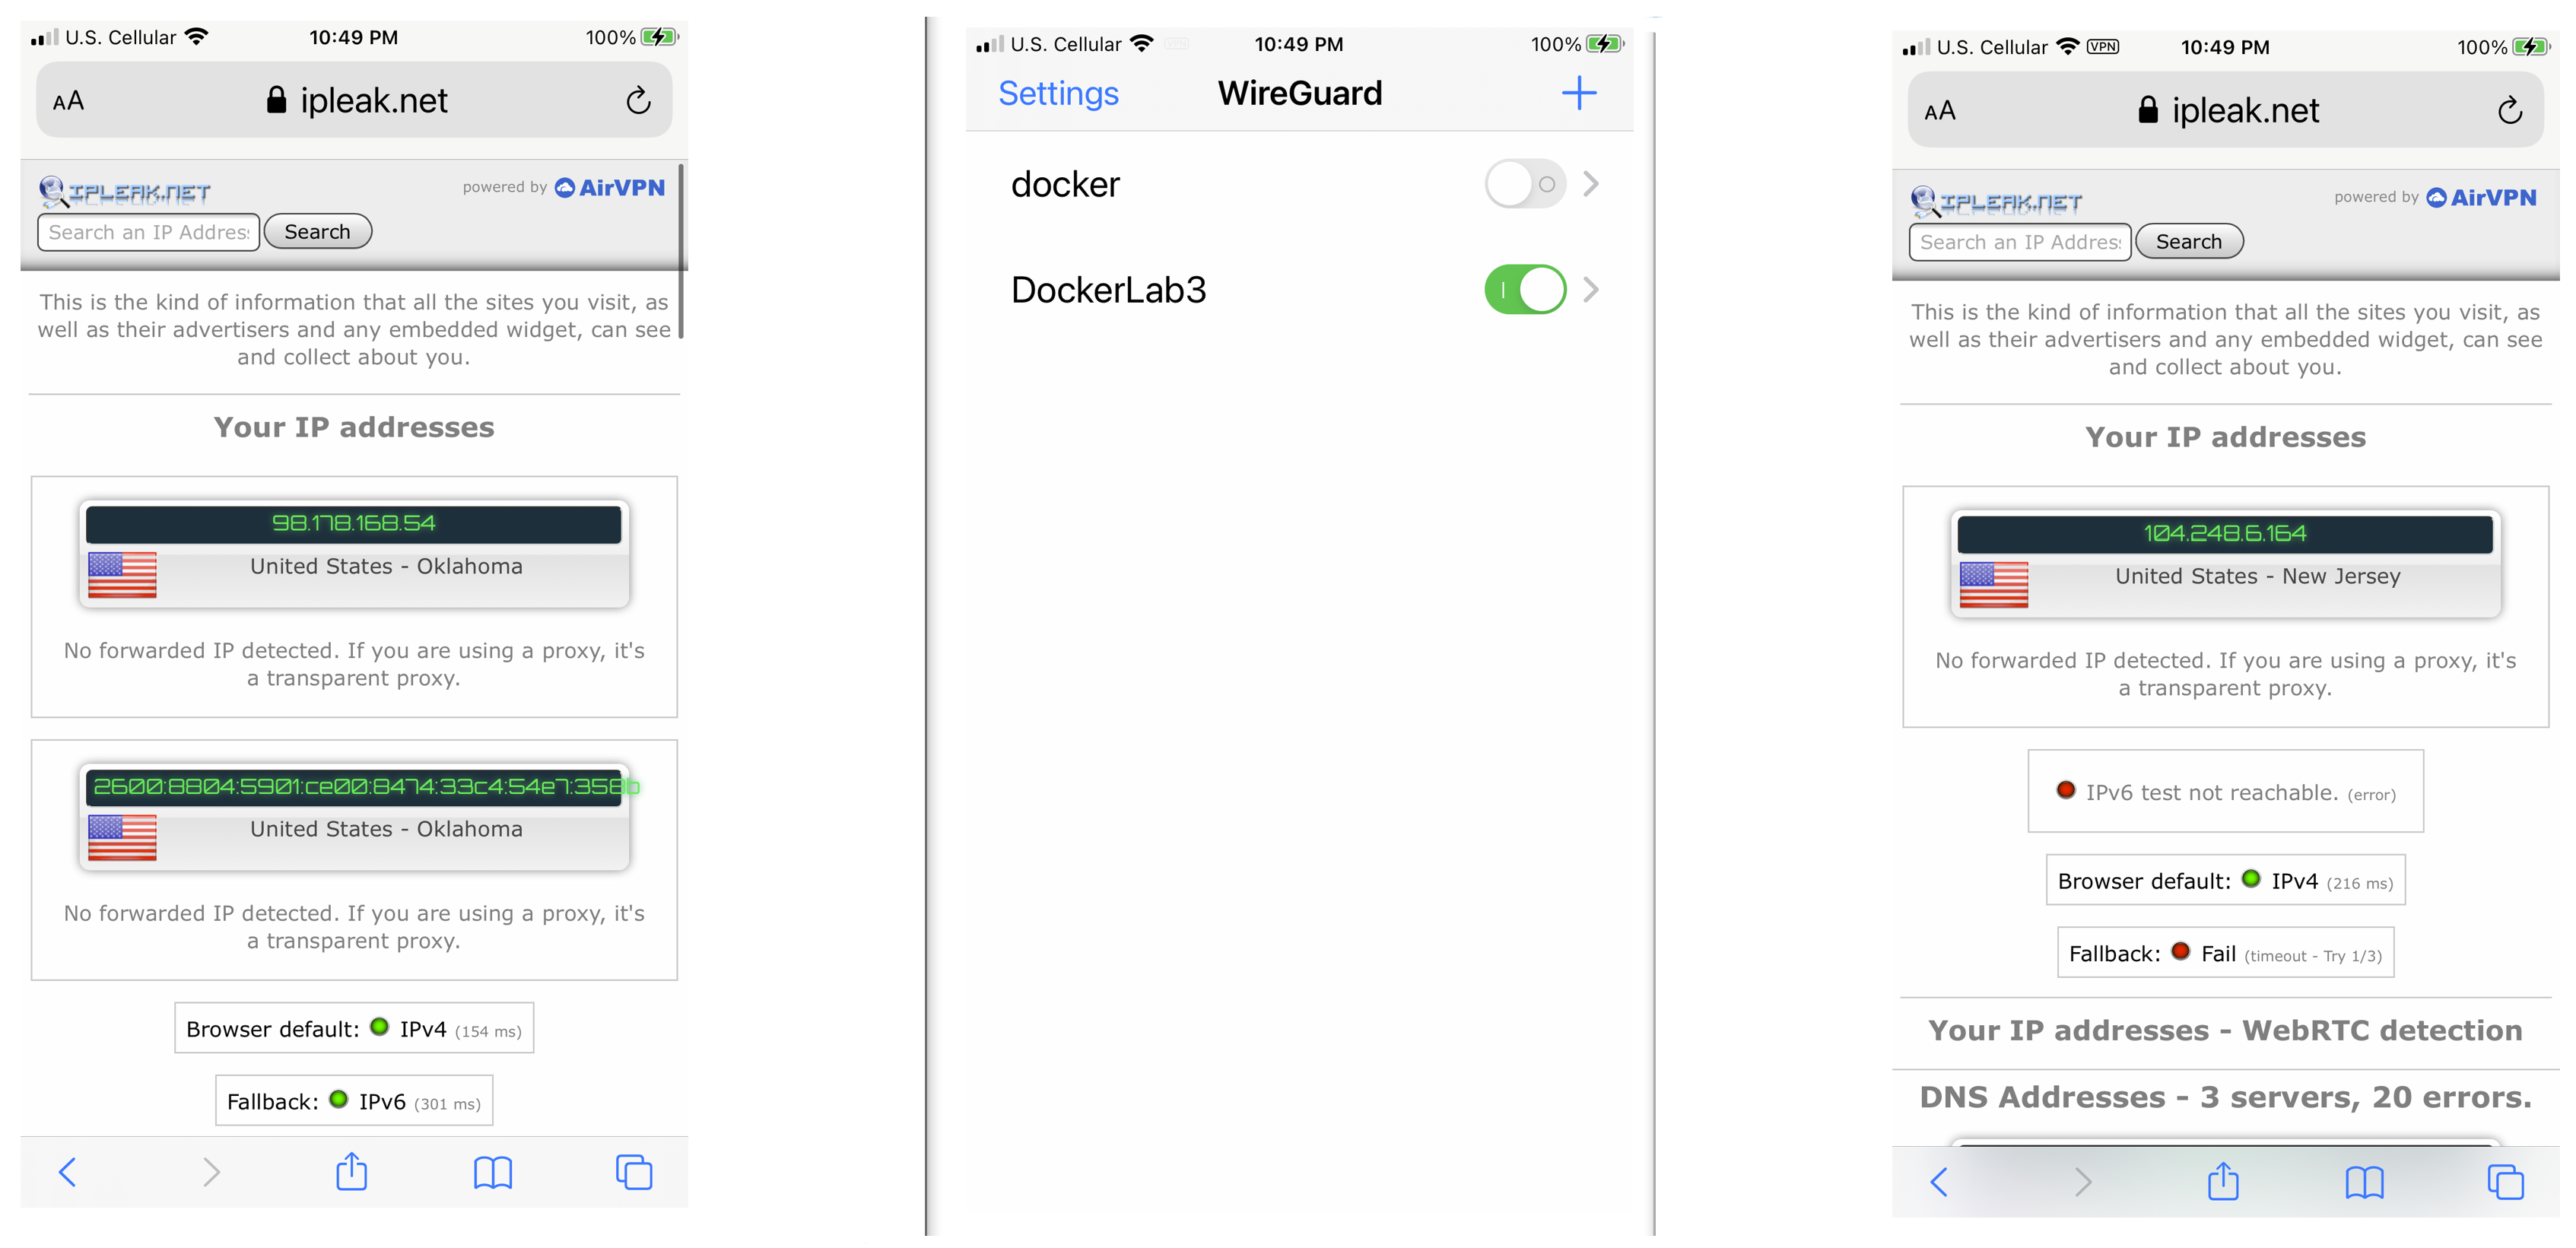 U.S. Cellular
10:49 PM
100%
AA
ipleak.net
IPLEAK.NET
powered by AirVPN
Search an IP Addres
Search
This is the kind of information that all the sites you visit, as
well as their advertisers and any embedded widget, can see
and collect about you.
Your IP addresses
98.178.168.54
United States - Oklahoma
No forwarded IP detected. If you are using a proxy, it's
a transparent proxy.
2600:8804:5901:ce00:8474:33c4:54e7:358b
United States - Oklahoma
No forwarded IP detected. If you are using a proxy, it's
a transparent proxy.
Browser default: IPv4 (154 ms)
Fallback: IPv6 (301 ms)
U.S. Cellular
VPN
10:49 PM
100%
Settings
WireGuard
docker
DockerLab3
U.S. Cellular
VPN
10:49 PM
100%
AA
ipleak.net
IPLEAK.NET
powered by AirVPN
Search an IP Addres
Search
This is the kind of information that all the sites you visit, as
well as their advertisers and any embedded widget, can see
and collect about you.
Your IP addresses
104.248.6.164
United States - New Jersey
No forwarded IP detected. If you are using a proxy, it's
a transparent proxy.
IPv6 test not reachable. (error)
Browser default: IPv4 (216 ms)
Fallback: Fail (timeout - Try 1/3)
Your IP addresses - WebRTC detection
DNS Addresses - 3 servers, 20 errors.